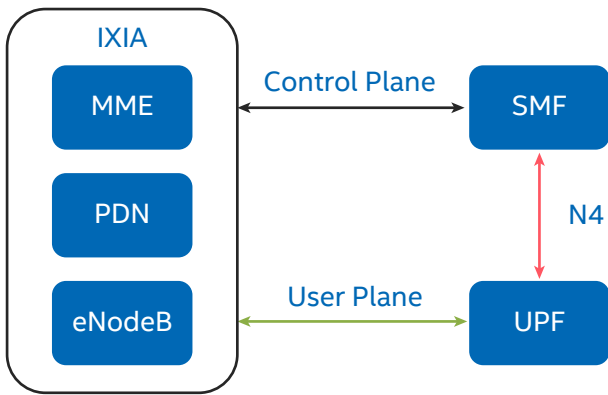 IXIA
MME
Control Plane
SMF
PDN
N4
eNodeB
User Plane
UPF